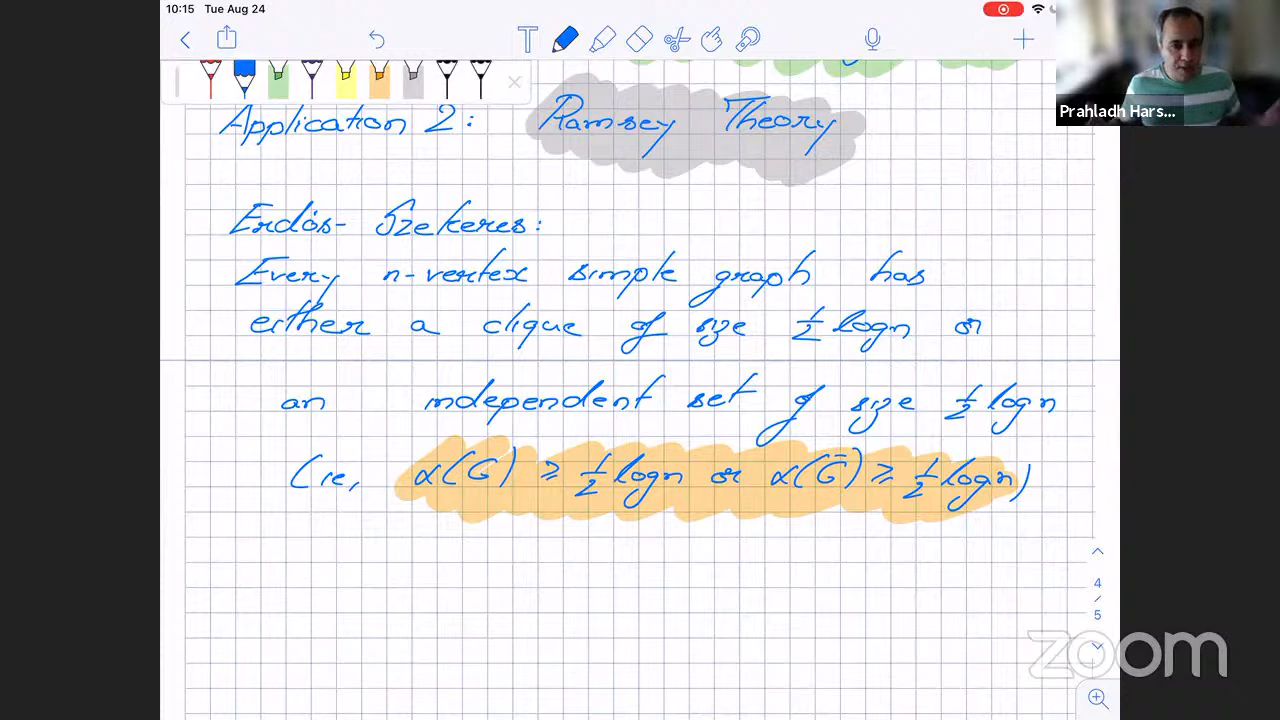 10:15 Tue Aug 24
Prahladh Hars...
Application 2: Ramsey Theory
Erdős- Szekeres:
Every n-vertex simple graph has
either a clique of size ½ log n or
an independent set of size ½ log n
(ie, α(G) ≥ ½ log n or α(Ḡ) ≥ ½ log n)
4
/
5
zoom